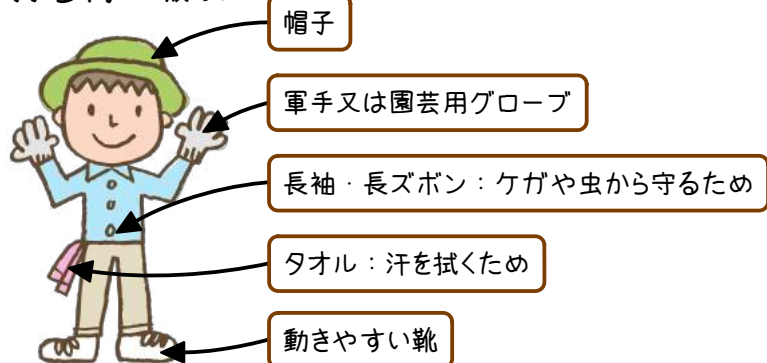 帽子
軍手又は園芸用グローブ
長袖・長ズボン：ケガや虫から守るため
タオル：汗を拭くため
動きやすい靴